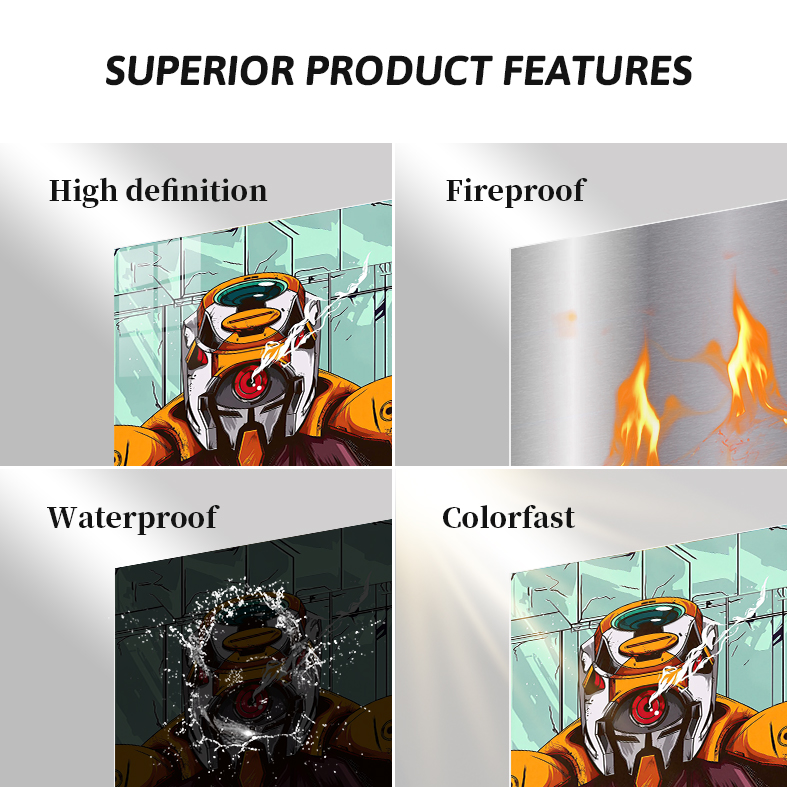 SUPERIOR PRODUCT FEATURES
High definition
Fireproof
Waterproof
Colorfast